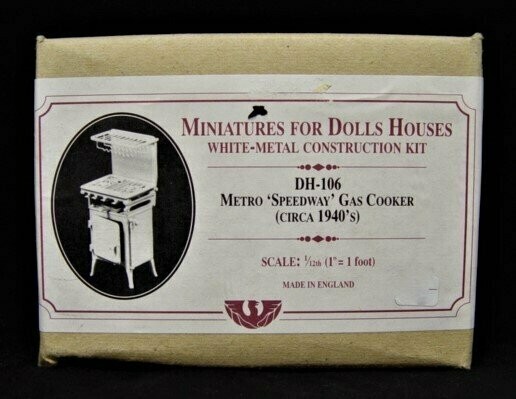 MINIATURES FOR DOLLS HOUSES
WHITE-METAL CONSTRUCTION KIT
DH-106
METRO ‘SPEEDWAY’ GAS COOKER
(CIRCA 1940’S)
SCALE: 1/12th (1" = 1 foot)
MADE IN ENGLAND